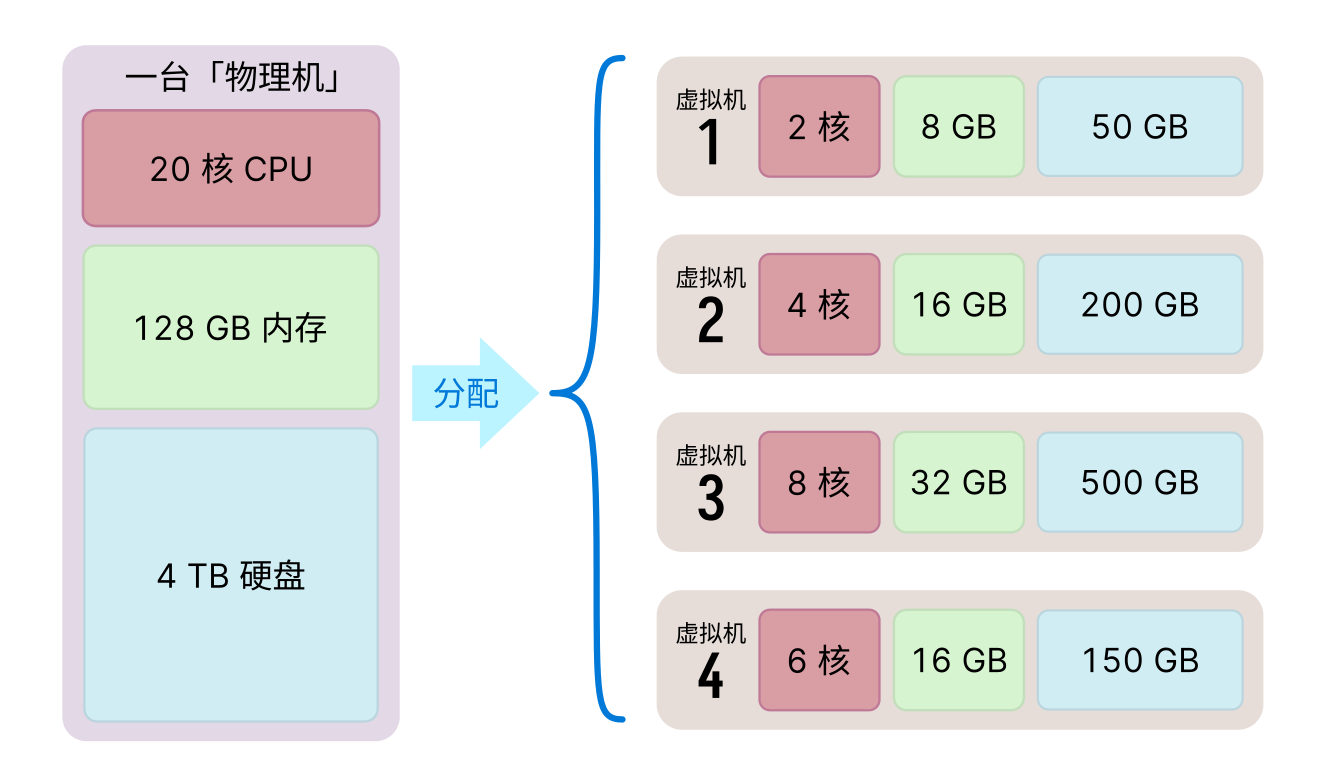 一台「物理机」
20 核 CPU
128 GB 内存
4 TB 硬盘
分配
虚拟机
1
2 核
8 GB
50 GB
虚拟机
2
4 核
16 GB
200 GB
虚拟机
3
8 核
32 GB
500 GB
虚拟机
4
6 核
16 GB
150 GB